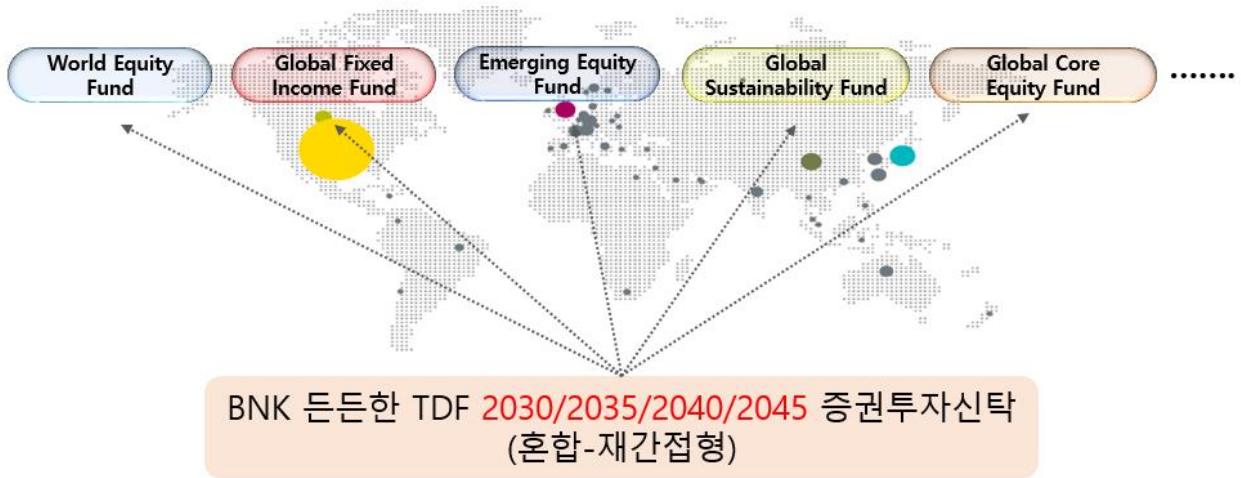 World Equity
Fund
Global Fixed
Income Fund
Emerging Equity
Fund
Global
Sustainability Fund
Global Core
Equity Fund
·······
BNK 든든한 TDF 2030/2035/2040/2045 증권투자신탁
(혼합-재간접형)